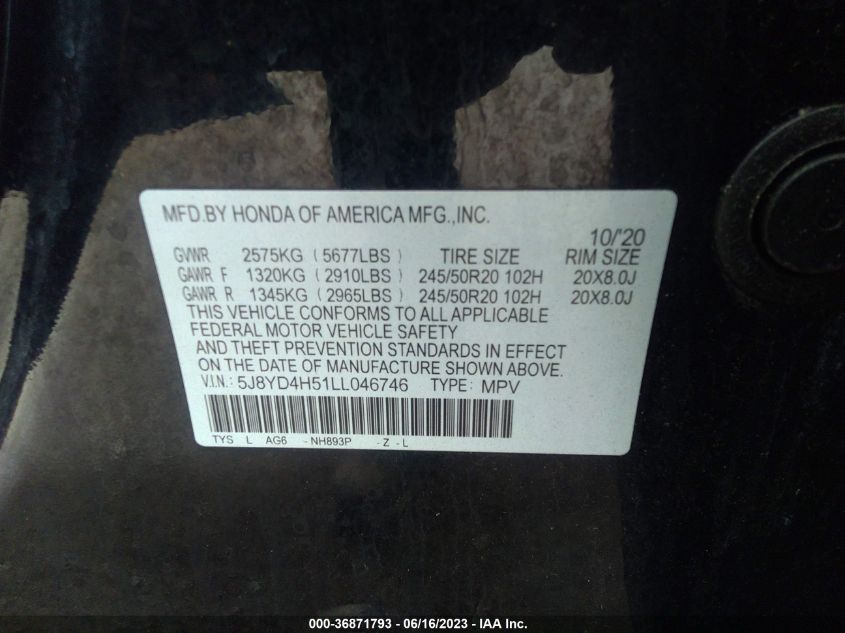 MFD.BY HONDA OF AMERICA MFG.,INC.
10/'20
GVWR 2575KG (5677LBS) TIRE SIZE RIM SIZE
GAWR F 1320KG (2910LBS) 245/50R20 102H 20X8.0J
GAWR R 1345KG (2965LBS) 245/50R20 102H 20X8.0J
THIS VEHICLE CONFORMS TO ALL APPLICABLE
FEDERAL MOTOR VEHICLE SAFETY
AND THEFT PREVENTION STANDARDS IN EFFECT
ON THE DATE OF MANUFACTURE SHOWN ABOVE.
V.I.N.: 5J8YD4H51LL046746 TYPE: MPV
TYS L AG6 -NH893P -Z-L
000-36871793 - 06/16/2023 - IAA Inc.